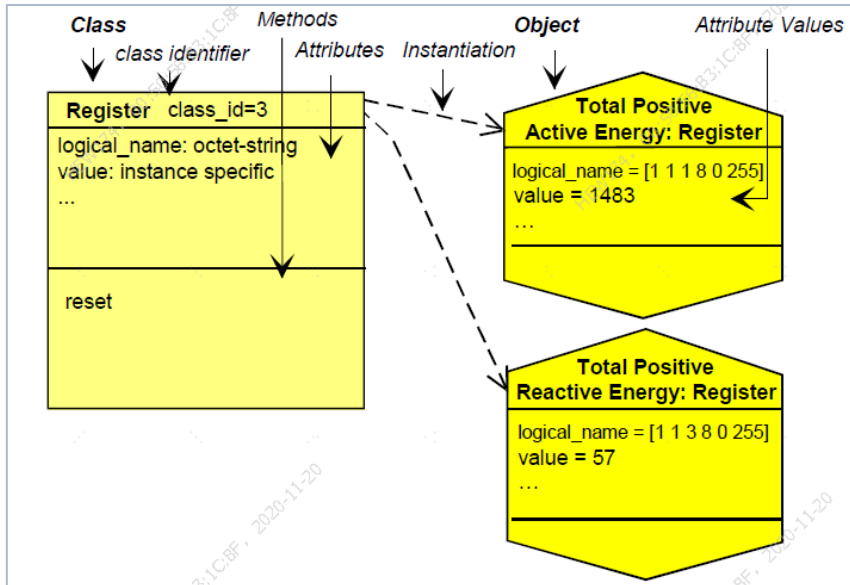 Class
Methods
Object
Attribute Values
class identifier
Attributes
Instantiation
Register class_id=3
logical_name: octet-string
value: instance specific
...
reset
Total Positive
Active Energy: Register
logical_name = [1 1 1 8 0 255]
value = 1483
...
Total Positive
Reactive Energy: Register
logical_name = [1 1 3 8 0 255]
value = 57
...